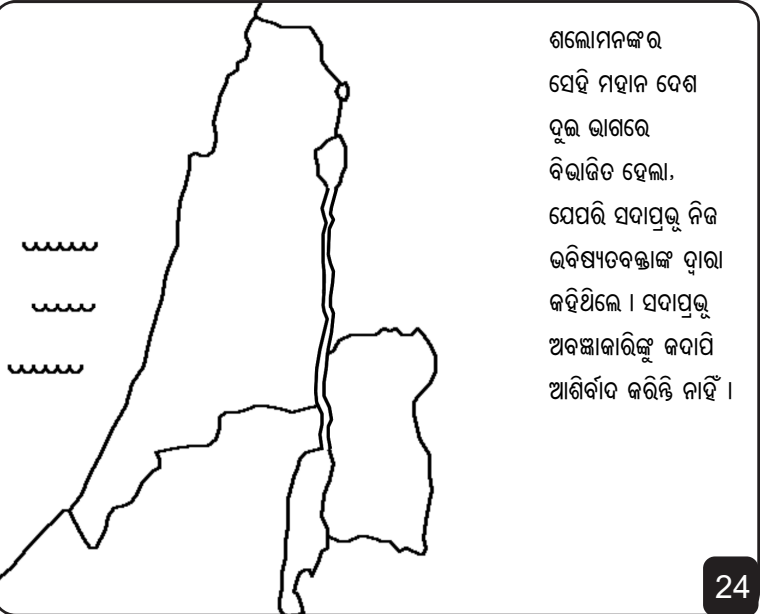 ଶଲୋମନଙ୍କର
ସେହି ମହାନ ଦେଶ
ଦୁଇ ଭାଗରେ
ବିଭାଜିତ ହେଲା,
ଯେପରି ସଦାପ୍ରଭୂ ନିଜ
ଭବିଷ୍ୟତବକ୍ତାଙ୍କ ଦ୍ୱାରା
କହିଥିଲେ । ସଦାପ୍ରଭୂ
ଅବଜ୍ଞାକାରିଙ୍କୁ କଦାପି
ଆଶିର୍ବାଦ କରିନ୍ତି ନାହିଁ ।
24